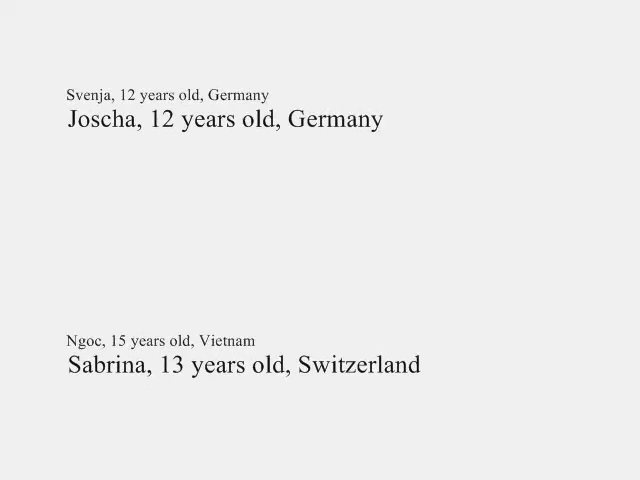 Svenja, 12 years old, Germany
Joscha, 12 years old, Germany
Ngoc, 15 years old, Vietnam
Sabrina, 13 years old, Switzerland